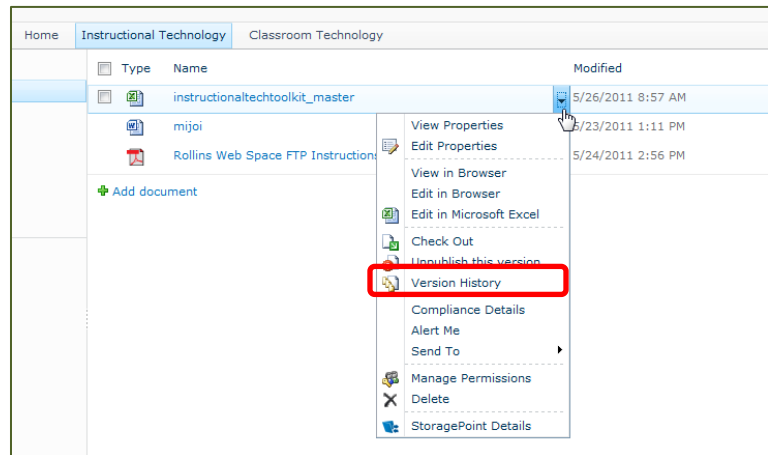 Home Instructional Technology Classroom Technology
Type Name Modified
instructionaltechtoolkit_master 5/26/2011 8:57 AM
mijoi 5/23/2011 1:11 PM
Rollins Web Space FTP Instructions 5/24/2011 2:56 PM
Add document
View Properties
Edit Properties
View in Browser
Edit in Browser
Edit in Microsoft Excel
Check Out
Unpublish this version
Version History
Compliance Details
Alert Me
Send To
Manage Permissions
Delete
StoragePoint Details